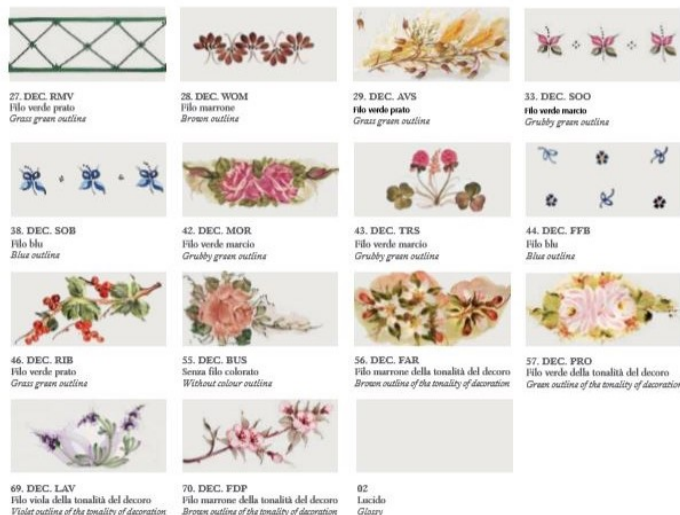 27. DEC. RMV
Filo verde prato
Grass green outline
28. DEC. WOM
Filo marrone
Brown outline
29. DEC. AVS
Filo verde prato
Grass green outline
33. DEC. SOO
Filo verde marcio
Grubby green outline
38. DEC. SOB
Filo blu
Blue outline
42. DEC. MOR
Filo verde marcio
Grubby green outline
43. DEC. TRS
Filo verde marcio
Grubby green outline
44. DEC. FFB
Filo blu
Blue outline
46. DEC. RIB
Filo verde prato
Grass green outline
55. DEC. BUS
Senza filo colorato
Without colour outline
56. DEC. FAR
Filo marrone della tonalità del decoro
Brown outline of the tonality of decoration
57. DEC. PRO
Filo verde della tonalità del decoro
Green outline of the tonality of decoration
69. DEC. LAV
Filo viola della tonalità del decoro
Violet outline of the tonality of decoration
70. DEC. FDP
Filo marrone della tonalità del decoro
Brown outline of the tonality of decoration
02
Lucido
Glossy